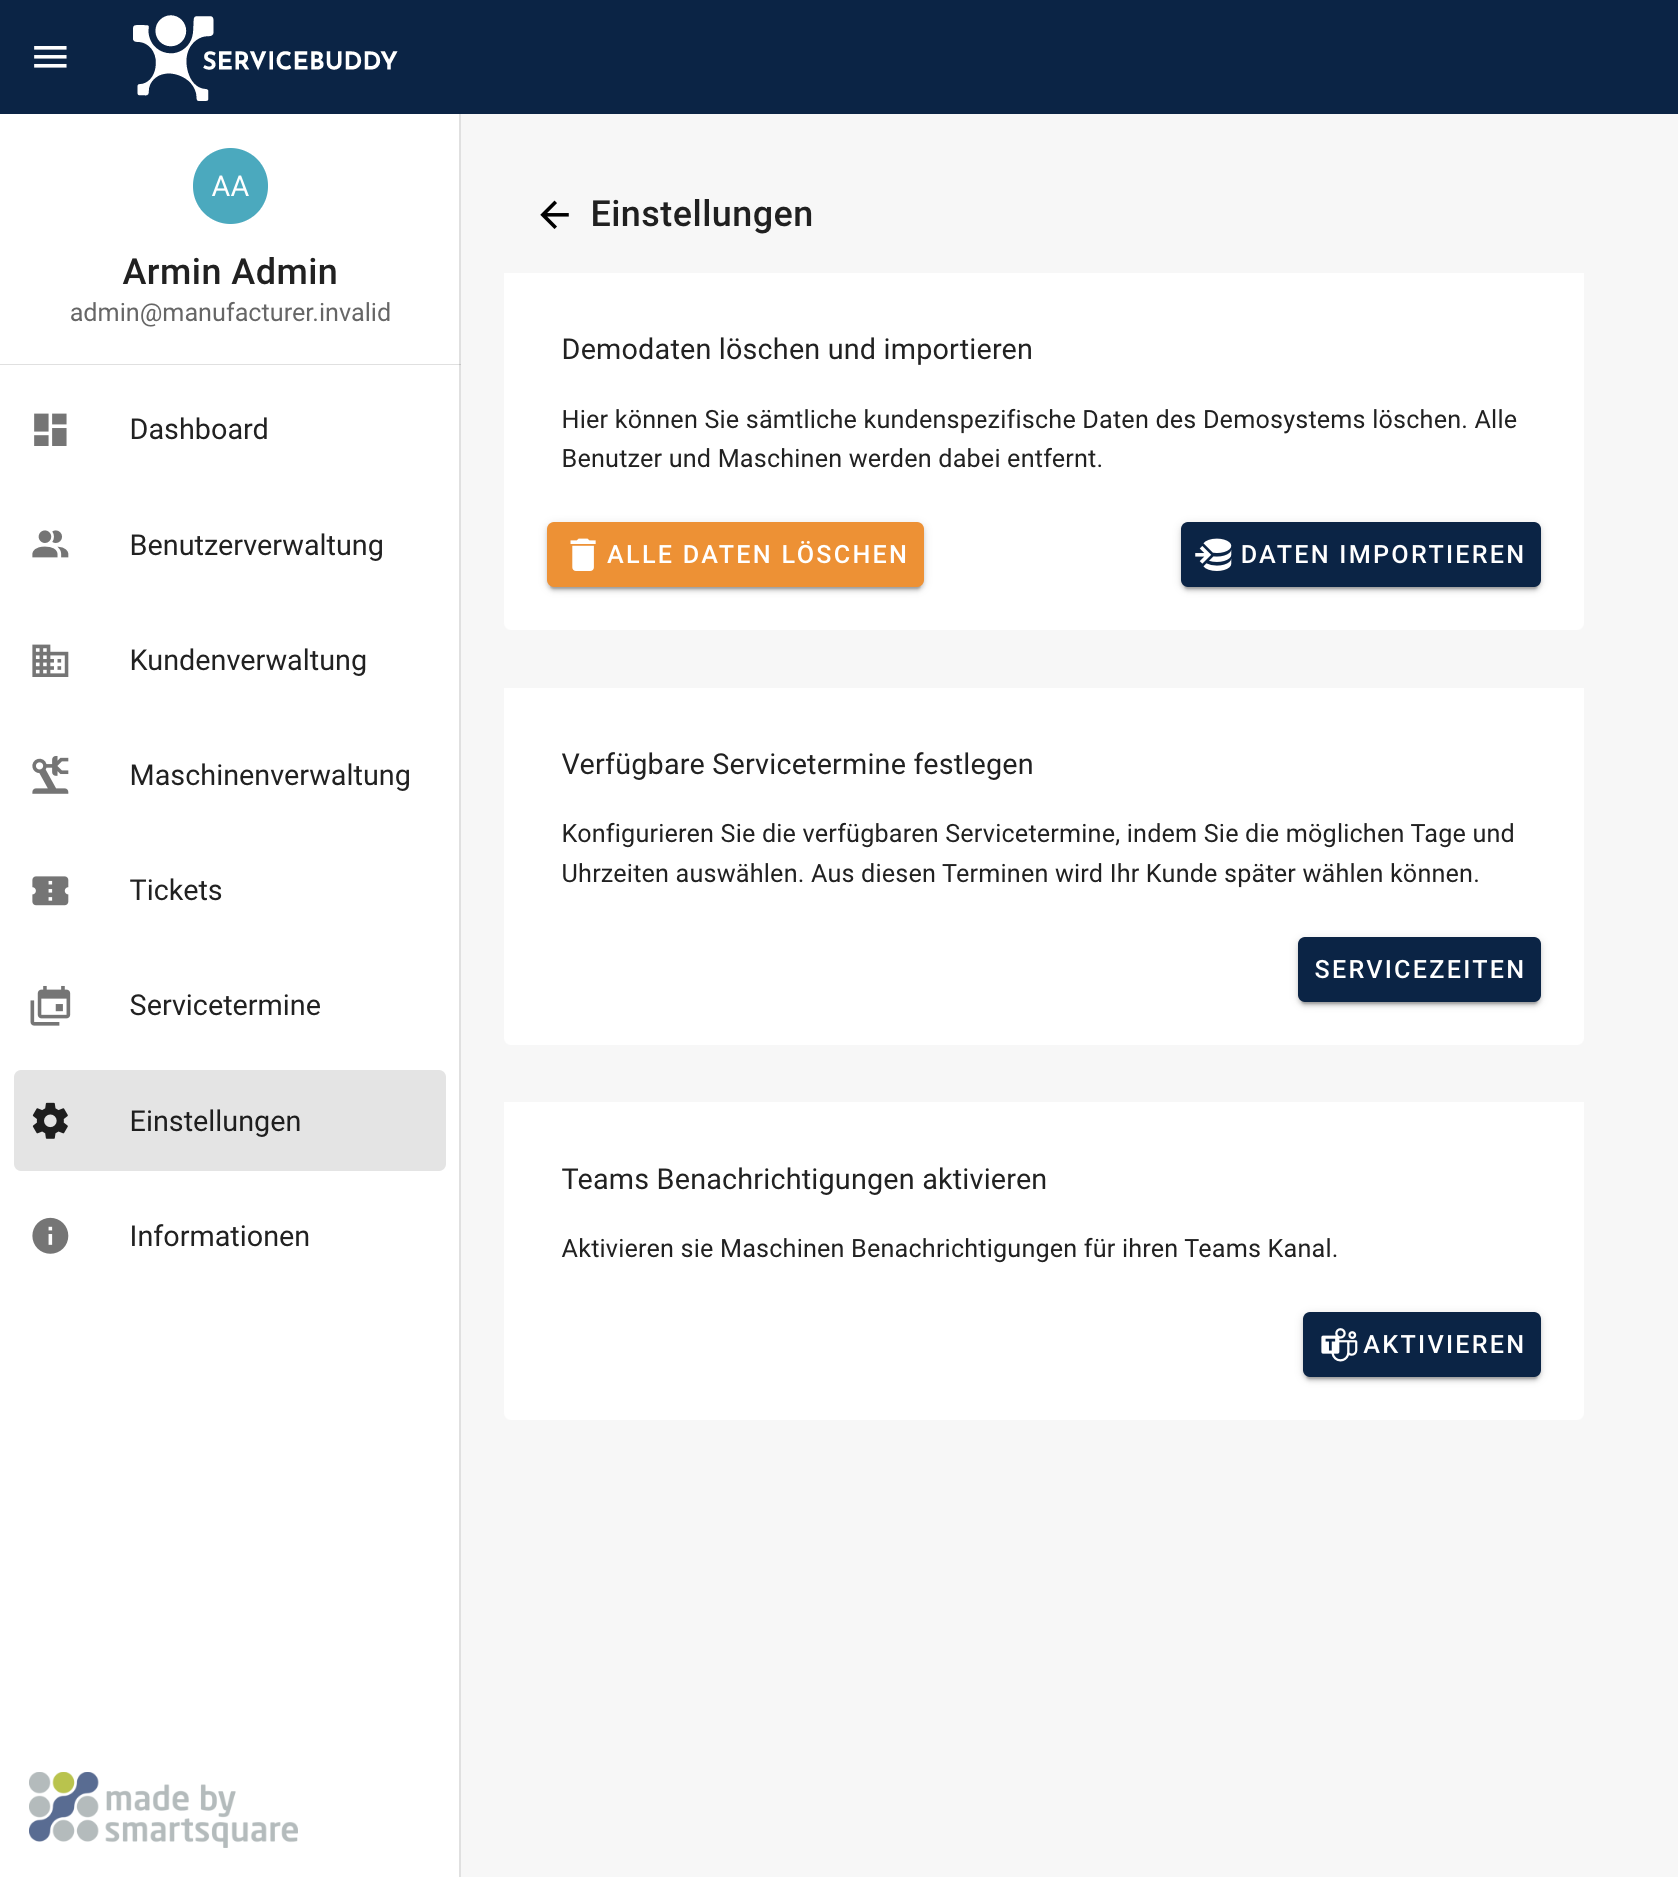 SERVICEBUDDY
AA
Armin Admin
admin@manufacturer.invalid
Dashboard
Benutzerverwaltung
Kundenverwaltung
Maschinenverwaltung
Tickets
Servicetermine
Einstellungen
Informationen
made by
smartsquare
Einstellungen
Demodaten löschen und importieren
Hier können Sie sämtliche kundenspezifische Daten des Demosystems löschen. Alle
Benutzer und Maschinen werden dabei entfernt.
ALLE DATEN LÖSCHEN
DATEN IMPORTIEREN
Verfügbare Servicetermine festlegen
Konfigurieren Sie die verfügbaren Servicetermine, indem Sie die möglichen Tage und
Uhrzeiten auswählen. Aus diesen Terminen wird Ihr Kunde später wählen können.
SERVICEZEITEN
Teams Benachrichtigungen aktivieren
Aktivieren sie Maschinen Benachrichtigungen für ihren Teams Kanal.
AKTIVIEREN